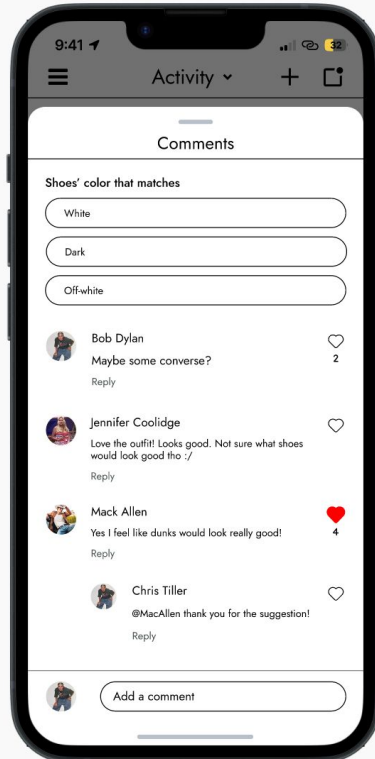 9:41
32
Activity
Comments
Shoes’ color that matches
White
Dark
Off-white
Bob Dylan
Maybe some converse?
2
Reply
Jennifer Coolidge
Love the outfit! Looks good. Not sure what shoes
would look good tho :/
Reply
Mack Allen
Yes I feel like dunks would look really good!
4
Reply
Chris Tiller
@MacAllen thank you for the suggestion!
Reply
Add a comment